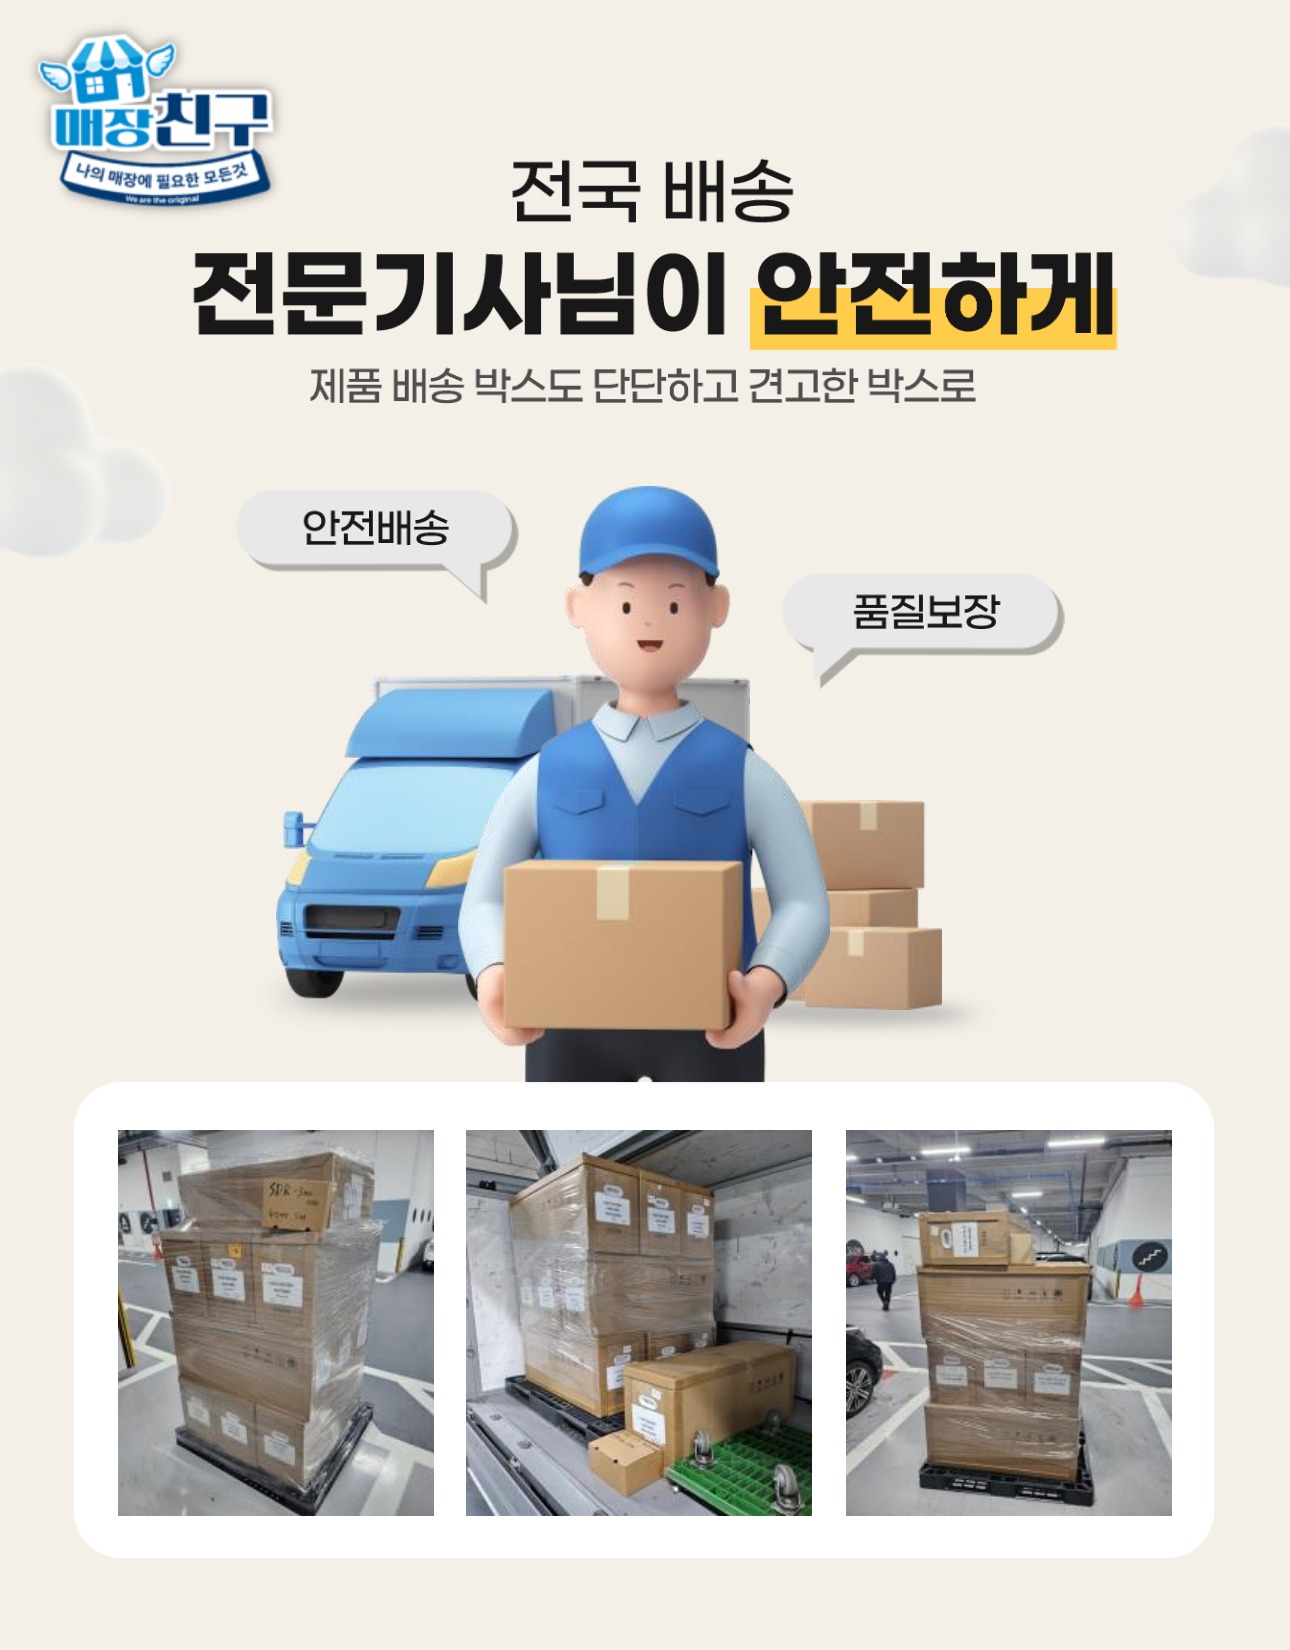 매장친구
나의 매장에 필요한 모든것
We are the original
전국 배송
전문기사님이 안전하게
제품 배송 박스도 단단하고 견고한 박스로
안전배송
품질보장
SDR-300